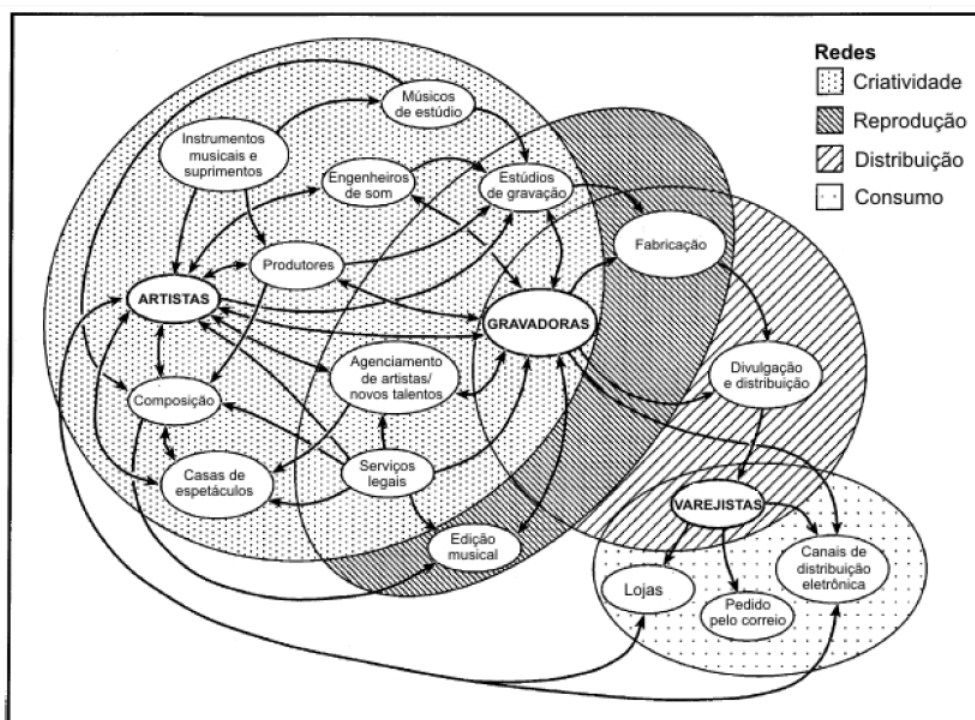 Redes
Criatividade
Reprodução
Distribuição
Consumo
Músicos
de estúdio
Instrumentos
musicais e
suprimentos
Engenheiros
de som
Estúdios
de gravação
Fabricação
Produtores
ARTISTAS
GRAVADORAS
Agenciamento
de artistas/
novos talentos
Divulgação
e distribuição
Composição
Casas de
espetáculos
Serviços
legais
VAREJISTAS
Edição
musical
Canais de
distribuição
eletrônica
Lojas
Pedido
pelo correio